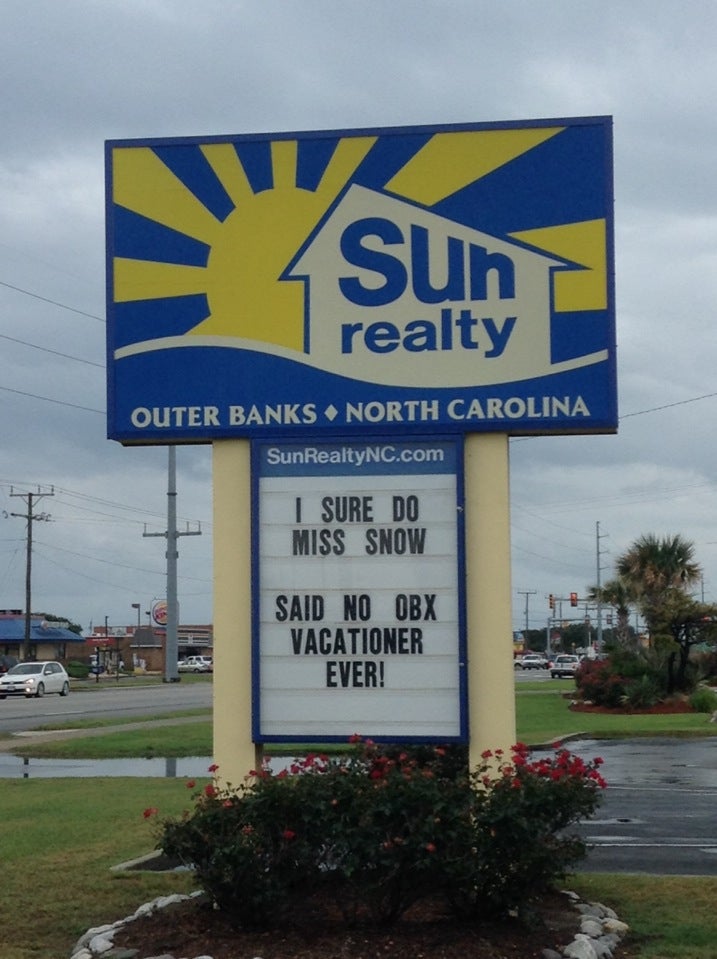 Sun
realty
OUTER BANKS ♦ NORTH CAROLINA
SunRealtyNC.com
I SURE DO
MISS SNOW
SAID NO OBX
VACATIONER
EVER!